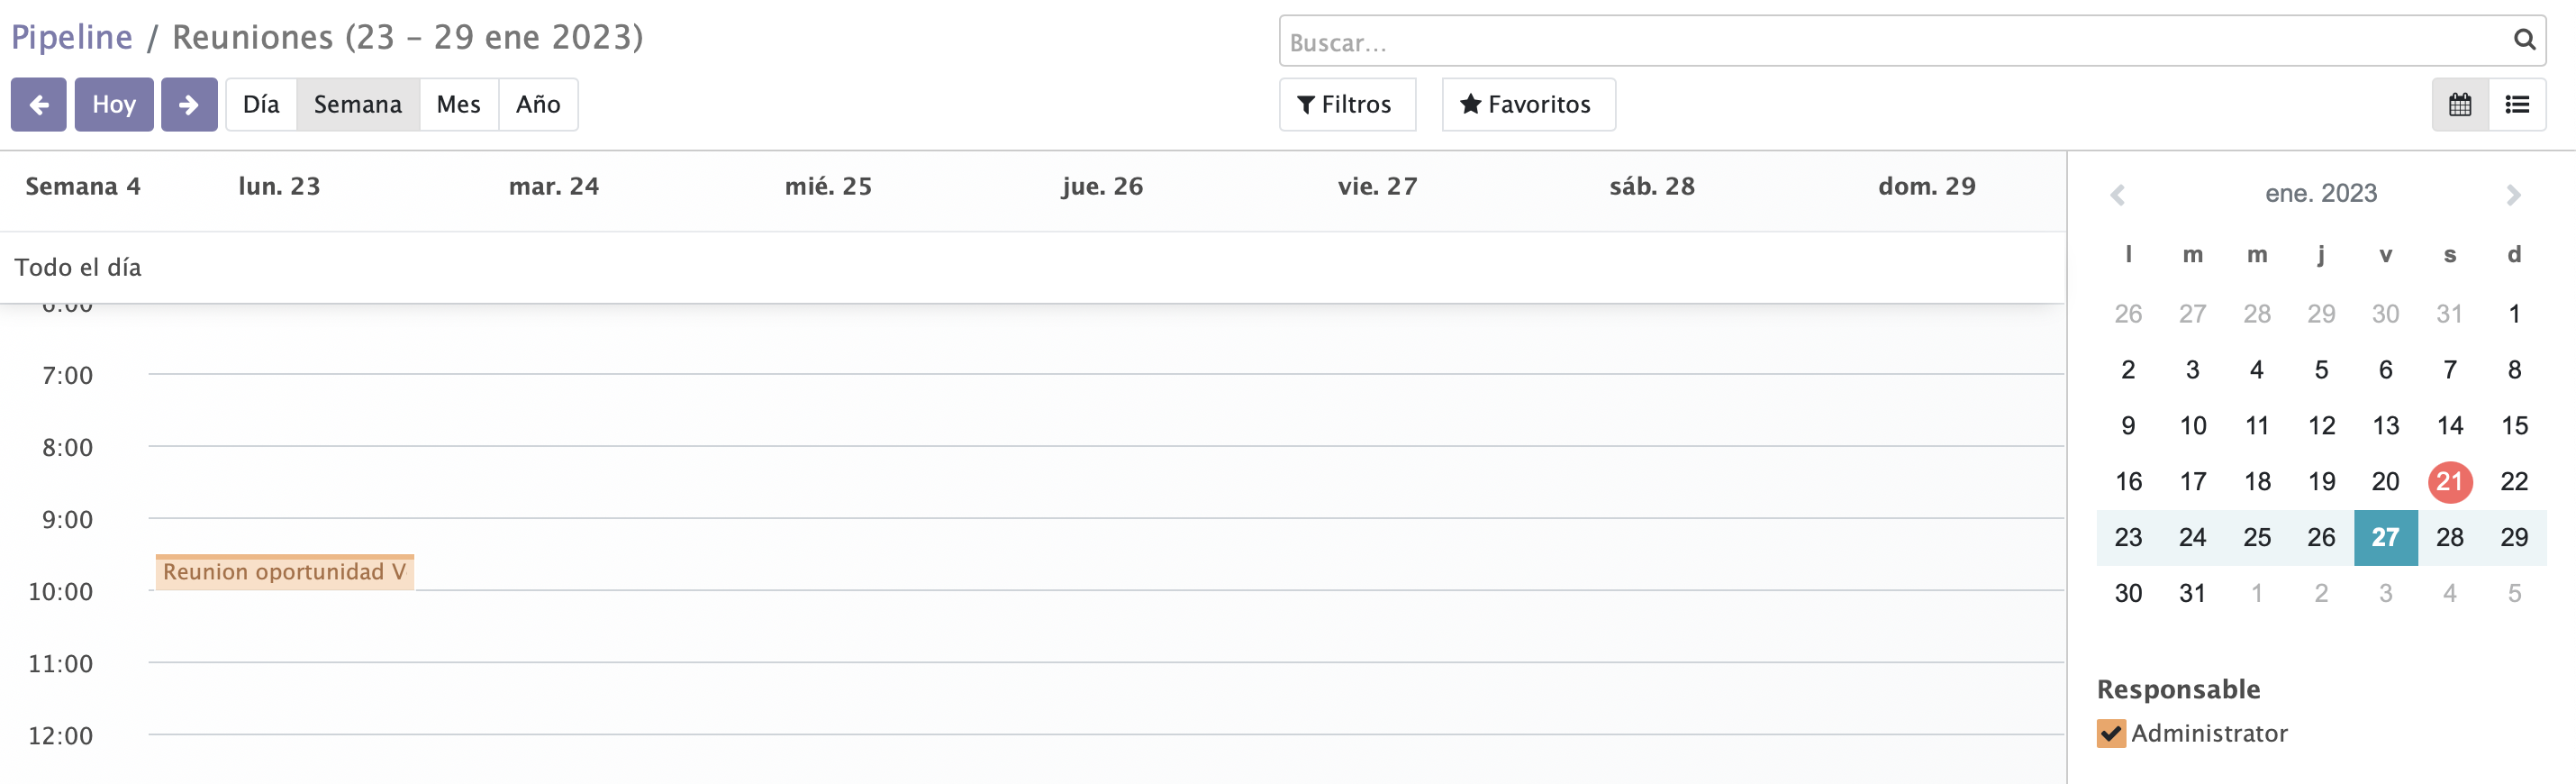 Pipeline / Reuniones (23 – 29 ene 2023)
Buscar...
Hoy Día Semana Mes Año
Filtros Favoritos
Semana 4 lun. 23 mar. 24 mié. 25 jue. 26 vie. 27 sáb. 28 dom. 29
Todo el día
6:00
7:00
8:00
9:00
Reunion oportunidad V
10:00
11:00
12:00
ene. 2023
l m m j v s d
26 27 28 29 30 31 1
2 3 4 5 6 7 8
9 10 11 12 13 14 15
16 17 18 19 20 21 22
23 24 25 26 27 28 29
30 31 1 2 3 4 5
Responsable
Administrator